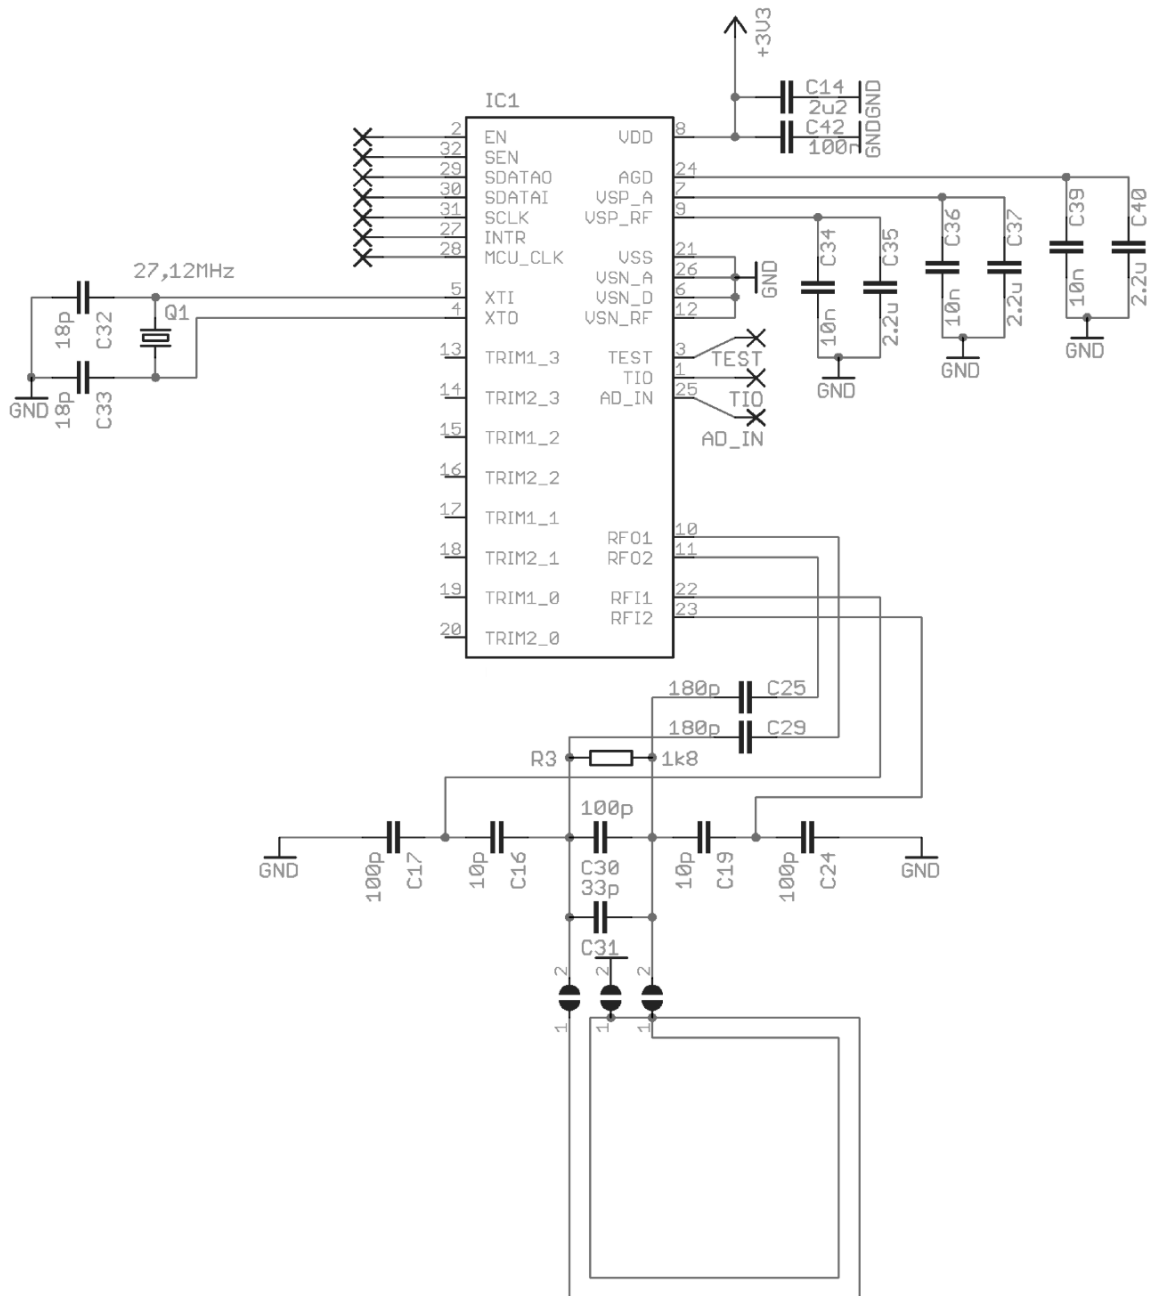 +3V3
C14
2u2
GND
C42
100n
GND
IC1
2 EN
32 SEN
29 SDATAO
30 SDATAI
31 SCLK
27 INTR
28 MCU_CLK
5 XTI
4 XTO
13 TRIM1_3
14 TRIM2_3
15 TRIM1_2
16 TRIM2_2
17 TRIM1_1
18 TRIM2_1
19 TRIM1_0
20 TRIM2_0
VDD 8
AGD 24
VSP_A 7
VSP_RF 9
VSS 21
VSN_A 26
VSN_D 6
VSN_RF 12
TEST 3
TIO 1
AD_IN 25
RFO1 10
RFO2 11
RFI1 22
RFI2 23
GND
TEST
TIO
AD_IN
27,12MHz
Q1
18p C32
18p C33
GND
C34
10n
C35
2.2u
GND
C36
10n
C37
2.2u
GND
C39
10n
C40
2.2u
GND
180p C25
180p C29
R3 1k8
100p
C30
GND
100p C17
10p C16
10p C19
100p C24
GND
33p
C31
2 2 2
1 1 1